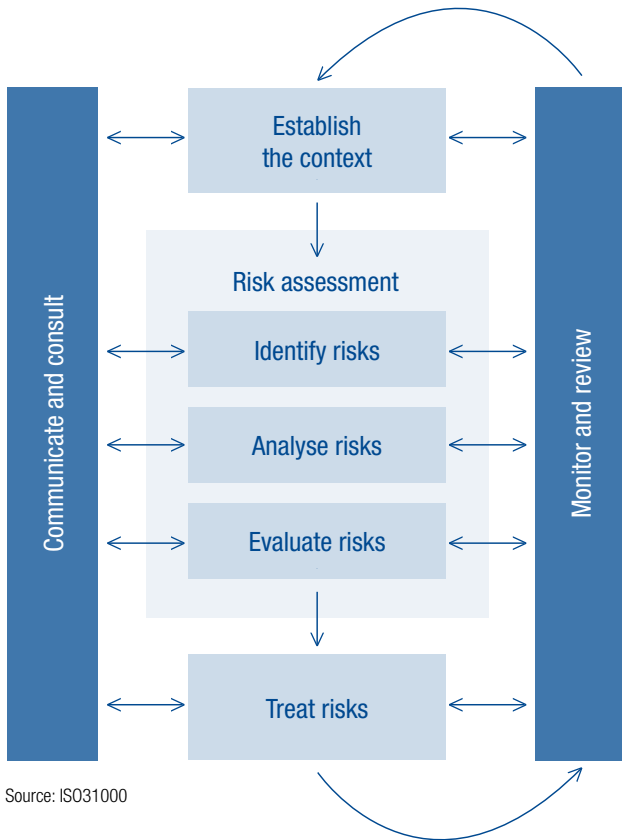 Establish
the context
Risk assessment
Identify risks
Analyse risks
Evaluate risks
Treat risks
Communicate and consult
Monitor and review
Source: ISO31000